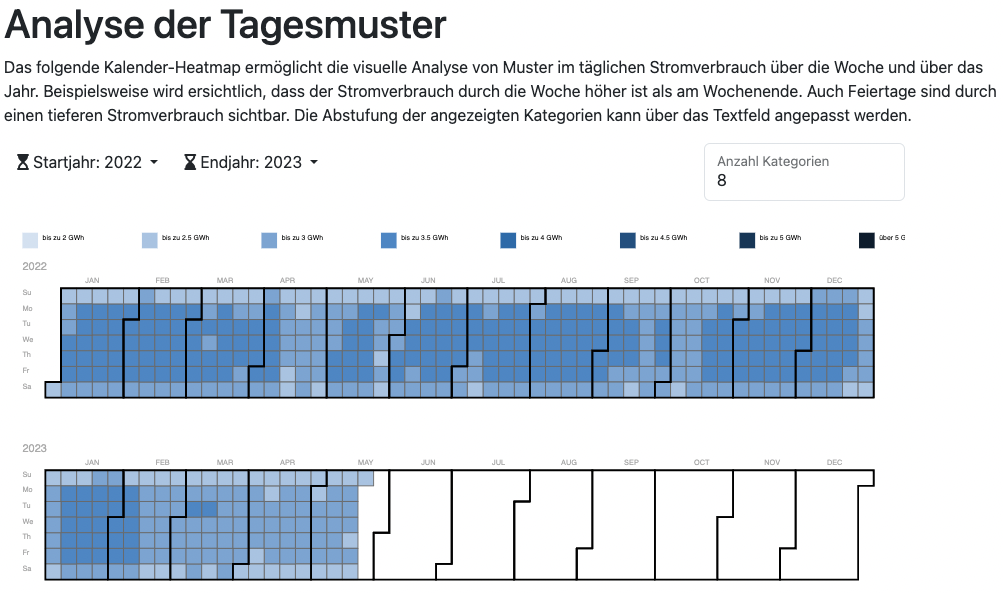 Analyse der Tagesmuster
Das folgende Kalender-Heatmap ermöglicht die visuelle Analyse von Muster im täglichen Stromverbrauch über die Woche und über das
Jahr. Beispielsweise wird ersichtlich, dass der Stromverbrauch durch die Woche höher ist als am Wochenende. Auch Feiertage sind durch
einen tieferen Stromverbrauch sichtbar. Die Abstufung der angezeigten Kategorien kann über das Textfeld angepasst werden.
Startjahr: 2022 Endjahr: 2023
Anzahl Kategorien
8
bis zu 2 GWh bis zu 2.5 GWh bis zu 3 GWh bis zu 3.5 GWh bis zu 4 GWh bis zu 4.5 GWh bis zu 5 GWh über 5 G
2022
JAN FEB MAR APR MAY JUN JUL AUG SEP OCT NOV DEC
Su
Mo
Tu
We
Th
Fr
Sa
2023
JAN FEB MAR APR MAY JUN JUL AUG SEP OCT NOV DEC
Su
Mo
Tu
We
Th
Fr
Sa